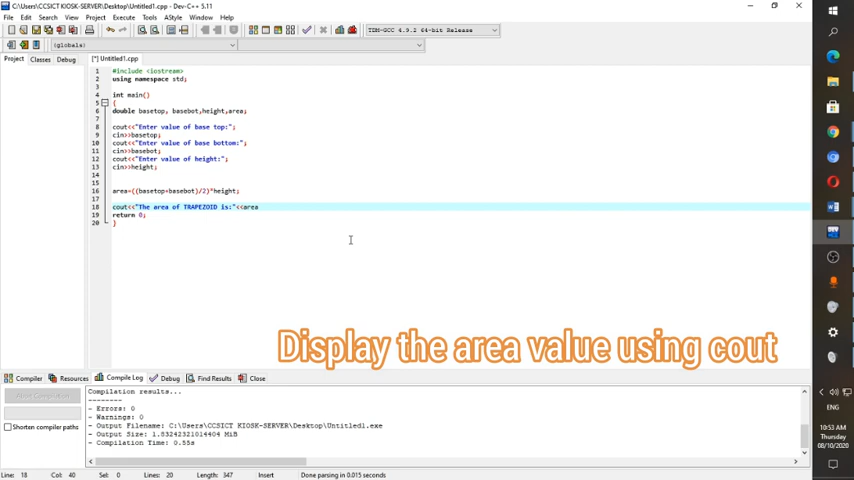 C:\Users\CCSICT KIOSK-SERVER\Desktop\Untitled1.cpp - Dev-C++ 5.11
File Edit Search View Project Execute Tools AStyle Window Help
TDM-GCC 4.9.2 64-bit Release
(globals)
Project Classes Debug [*] Untitled1.cpp
1 #include <iostream>
2 using namespace std;
3
4 int main()
5 {
6 double basetop, basebot,height,area;
7
8 cout<<"Enter value of base top:";
9 cin>>basetop;
10 cout<<"Enter value of base bottom:";
11 cin>>basebot;
12 cout<<"Enter value of height:";
13 cin>>height;
14
15
16 area=((basetop+basebot)/2)*height;
17
18 cout<<"The area of TRAPEZOID is:"<<area
19 return 0;
20 }
Display the area value using cout
Compiler Resources Compile Log Debug Find Results Close
Abort Compilation
Shorten compiler paths
Compilation results...
--------
- Errors: 0
- Warnings: 0
- Output Filename: C:\Users\CCSICT KIOSK-SERVER\Desktop\Untitled1.exe
- Output Size: 1.83242321014404 MiB
- Compilation Time: 0.55s
Line: 18 Col: 40 Sel: 0 Lines: 20 Length: 347 Insert Done parsing in 0.015 seconds
ENG
10:53 AM
Thursday
08/10/2020